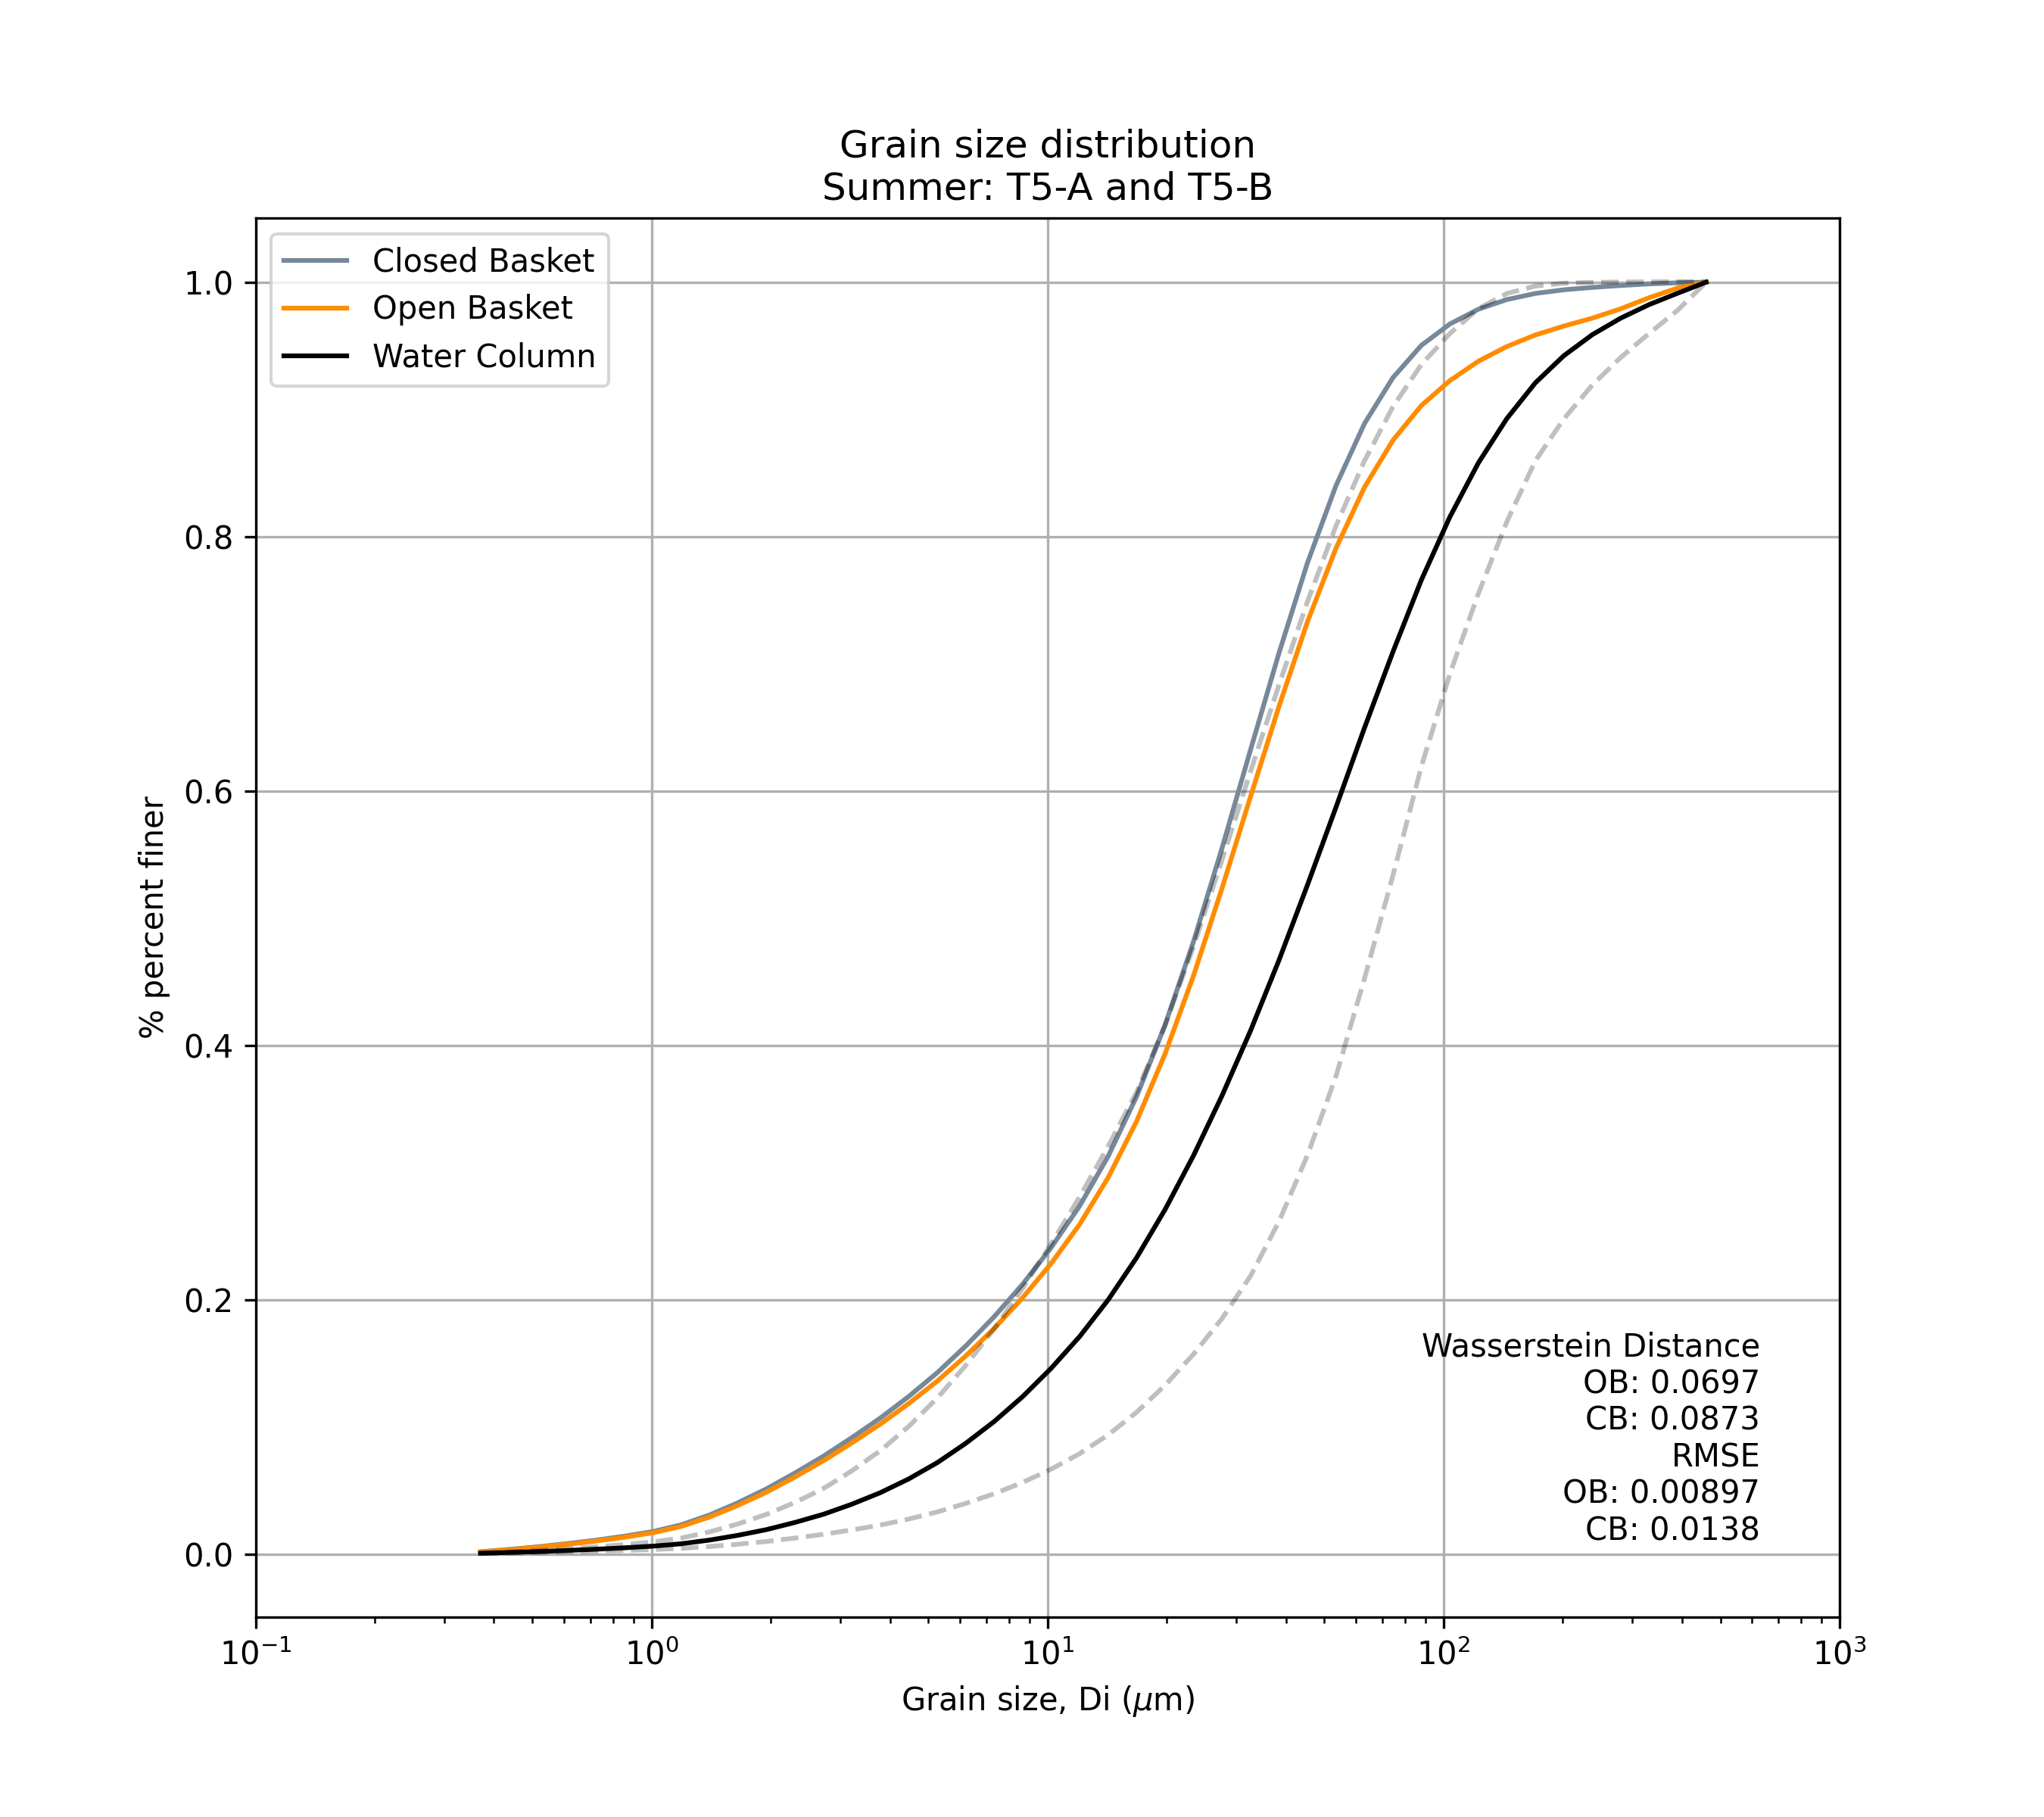 Grain size distribution
Summer: T5-A and T5-B
Closed Basket
Open Basket
Water Column
1.0
0.8
0.6
0.4
0.2
0.0
% percent finer
Wasserstein Distance
OB: 0.0697
CB: 0.0873
RMSE
OB: 0.00897
CB: 0.0138
10⁻¹
10⁰
10¹
10²
10³
Grain size, Di (μm)